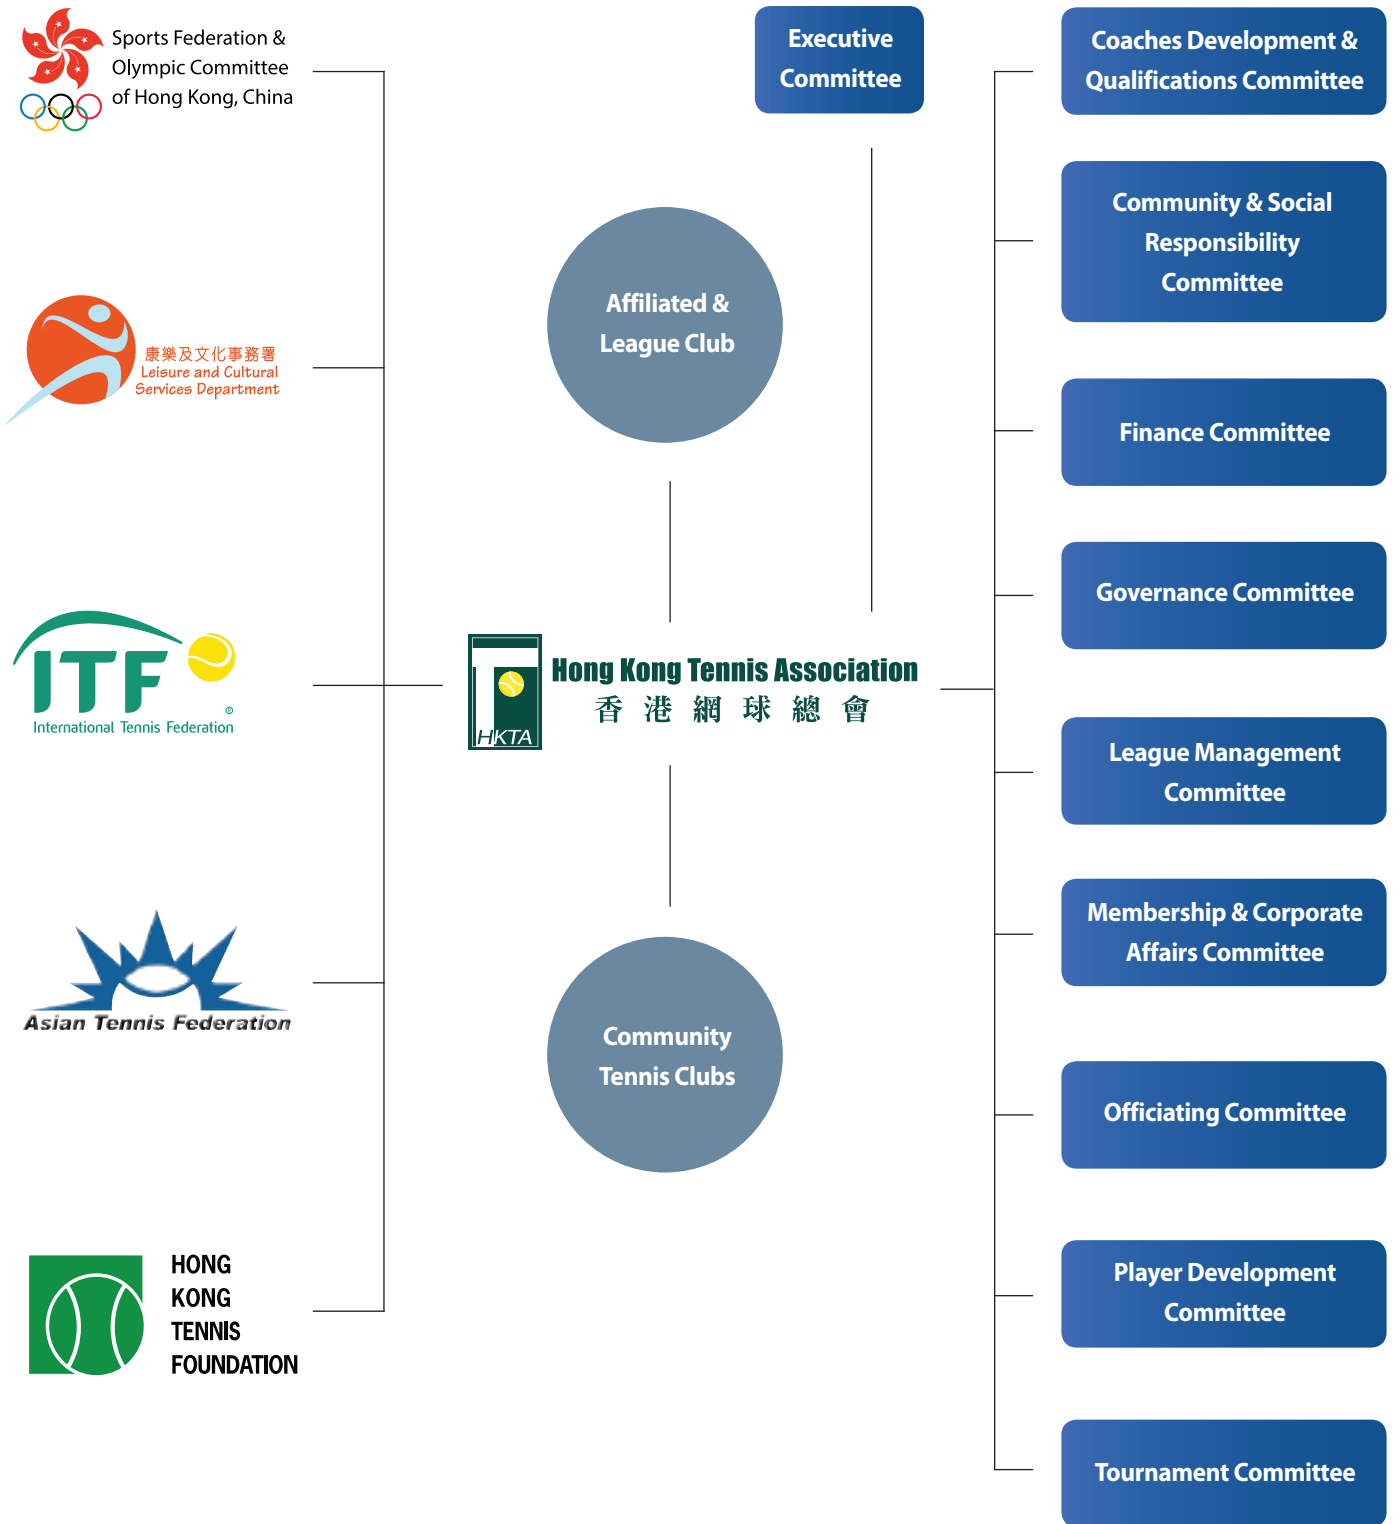 Sports Federation &
Olympic Committee
of Hong Kong, China
康樂及文化事務署
Leisure and Cultural
Services Department
ITF
®
International Tennis Federation
Asian Tennis Federation
HONG
KONG
TENNIS
FOUNDATION
Executive
Committee
Affiliated &
League Club
HKTA
Hong Kong Tennis Association
香港網球總會
Community
Tennis Clubs
Coaches Development &
Qualifications Committee
Community & Social
Responsibility
Committee
Finance Committee
Governance Committee
League Management
Committee
Membership & Corporate
Affairs Committee
Officiating Committee
Player Development
Committee
Tournament Committee